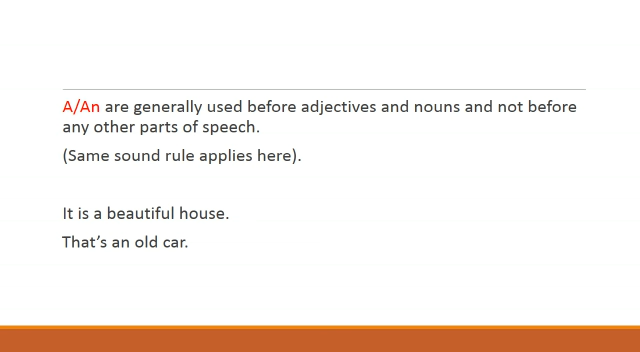 A/An are generally used before adjectives and nouns and not before
any other parts of speech.
(Same sound rule applies here).
It is a beautiful house.
That’s an old car.